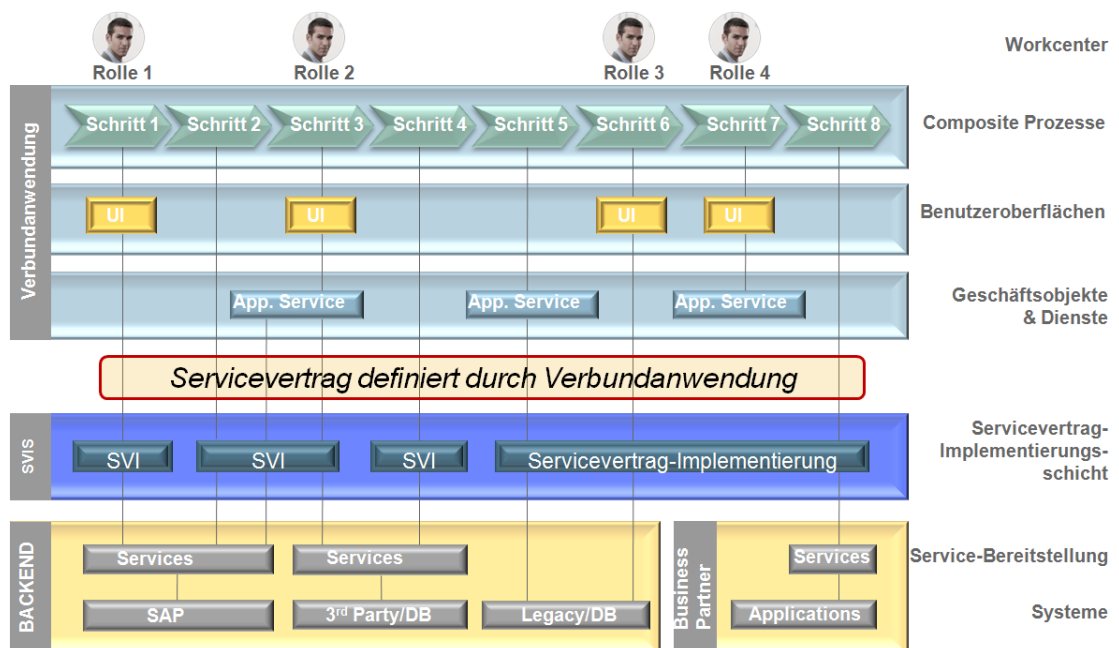 Workcenter
Rolle 1
Rolle 2
Rolle 3
Rolle 4
Verbundanwendung
Schritt 1
Schritt 2
Schritt 3
Schritt 4
Schritt 5
Schritt 6
Schritt 7
Schritt 8
Composite Prozesse
UI
UI
UI
UI
Benutzeroberflächen
App. Service
App. Service
App. Service
Geschäftsobjekte
& Dienste
Servicevertrag definiert durch Verbundanwendung
SVIS
SVI
SVI
SVI
Servicevertrag-Implementierung
Servicevertrag-
Implementierungs-
schicht
BACKEND
Services
Services
Business
Partner
Services
Service-Bereitstellung
SAP
3rd Party/DB
Legacy/DB
Applications
Systeme